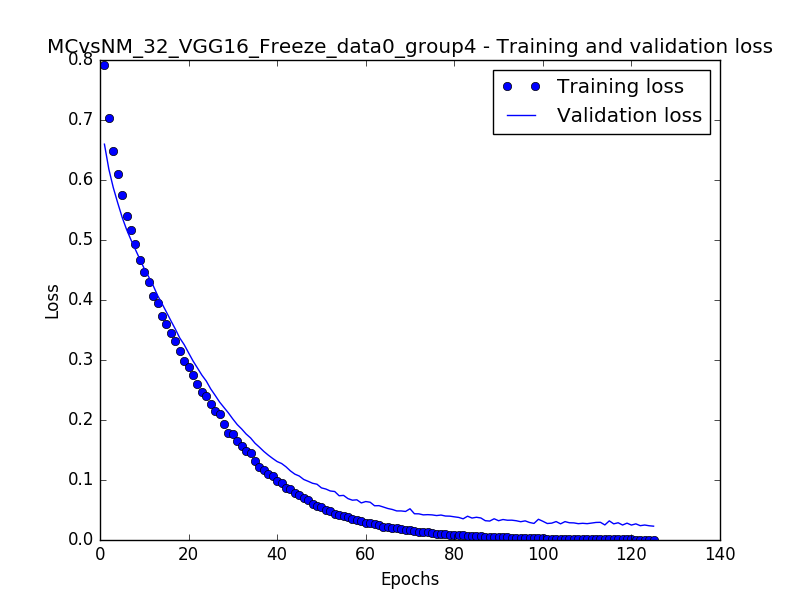 MCvsNM_32_VGG16_Freeze_data0_group4 - Training and validation loss
Training loss
Validation loss
Loss
0.8
0.7
0.6
0.5
0.4
0.3
0.2
0.1
0.0
0 20 40 60 80 100 120 140
Epochs